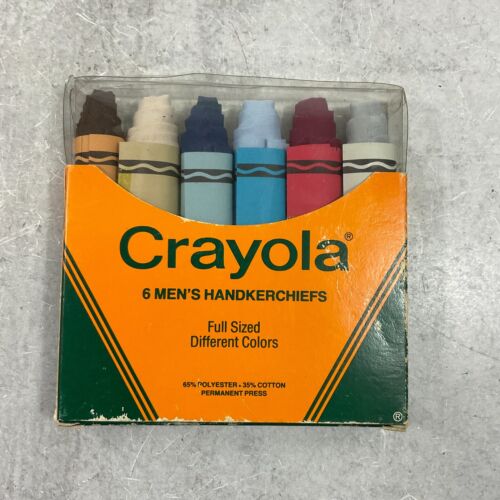 Crayola®
6 MEN'S HANDKERCHIEFS
Full Sized
Different Colors
65% POLYESTER • 35% COTTON
PERMANENT PRESS
®